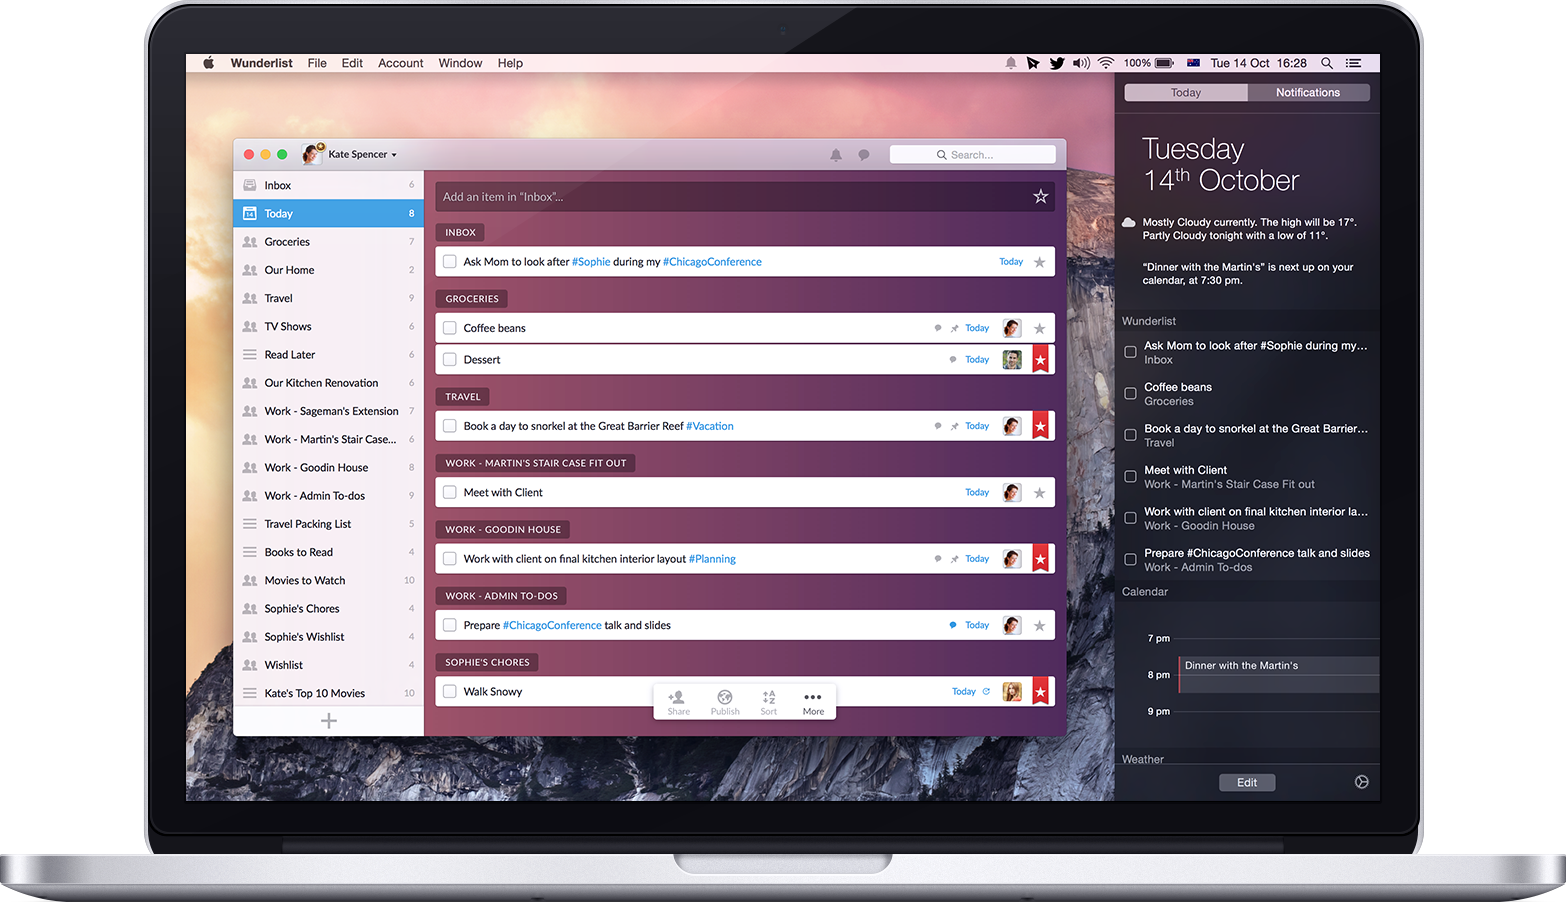 Wunderlist File Edit Account Window Help
100% Tue 14 Oct 16:28
Kate Spencer
Search...
Inbox 6
14 Today 8
Groceries 7
Our Home 2
Travel 9
TV Shows 6
Read Later 6
Our Kitchen Renovation 6
Work - Sageman's Extension 7
Work - Martin's Stair Case... 6
Work - Goodin House 8
Work - Admin To-dos 9
Travel Packing List 5
Books to Read 4
Movies to Watch 10
Sophie's Chores 4
Sophie's Wishlist 4
Wishlist 4
Kate's Top 10 Movies 10
Add an item in “Inbox”...
INBOX
Ask Mom to look after #Sophie during my #ChicagoConference Today
GROCERIES
Coffee beans Today
Dessert Today
TRAVEL
Book a day to snorkel at the Great Barrier Reef #Vacation Today
WORK - MARTIN'S STAIR CASE FIT OUT
Meet with Client Today
WORK - GOODIN HOUSE
Work with client on final kitchen interior layout #Planning Today
WORK - ADMIN TO-DOS
Prepare #ChicagoConference talk and slides Today
SOPHIE'S CHORES
Walk Snowy Today
Share Publish A Z Sort More
Today Notifications
Tuesday
14th October
Mostly Cloudy currently. The high will be 17°.
Partly Cloudy tonight with a low of 11°.
“Dinner with the Martin's” is next up on your
calendar, at 7:30 pm.
Wunderlist
Ask Mom to look after #Sophie during my...
Inbox
Coffee beans
Groceries
Book a day to snorkel at the Great Barrier...
Travel
Meet with Client
Work - Martin's Stair Case Fit out
Work with client on final kitchen interior la...
Work - Goodin House
Prepare #ChicagoConference talk and slides
Work - Admin To-dos
Calendar
7 pm
Dinner with the Martin's
8 pm
9 pm
Weather
Edit